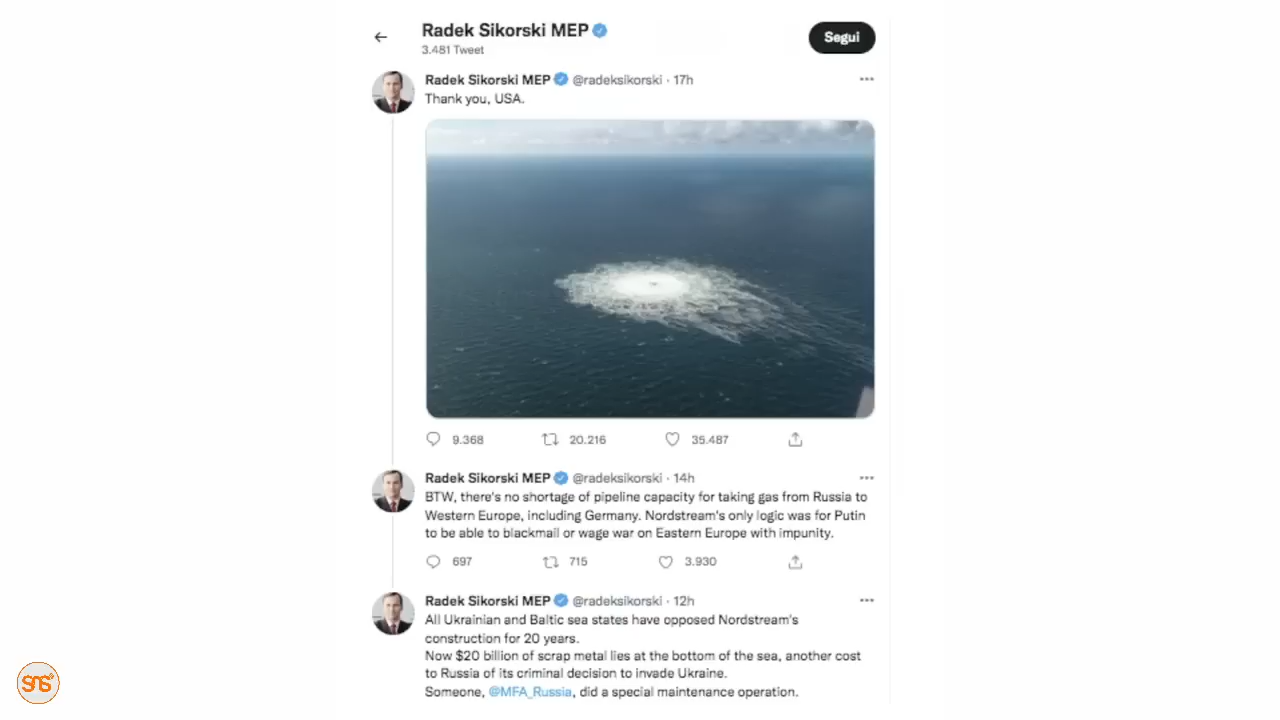 Radek Sikorski MEP
3.481 Tweet
Segui
Radek Sikorski MEP @radeksikorski · 17h
Thank you, USA.
9.368 20.216 35.487
Radek Sikorski MEP @radeksikorski · 14h
BTW, there's no shortage of pipeline capacity for taking gas from Russia to
Western Europe, including Germany. Nordstream's only logic was for Putin
to be able to blackmail or wage war on Eastern Europe with impunity.
697 715 3.930
Radek Sikorski MEP @radeksikorski · 12h
All Ukrainian and Baltic sea states have opposed Nordstream's
construction for 20 years.
Now $20 billion of scrap metal lies at the bottom of the sea, another cost
to Russia of its criminal decision to invade Ukraine.
Someone, @MFA_Russia, did a special maintenance operation.
SNS